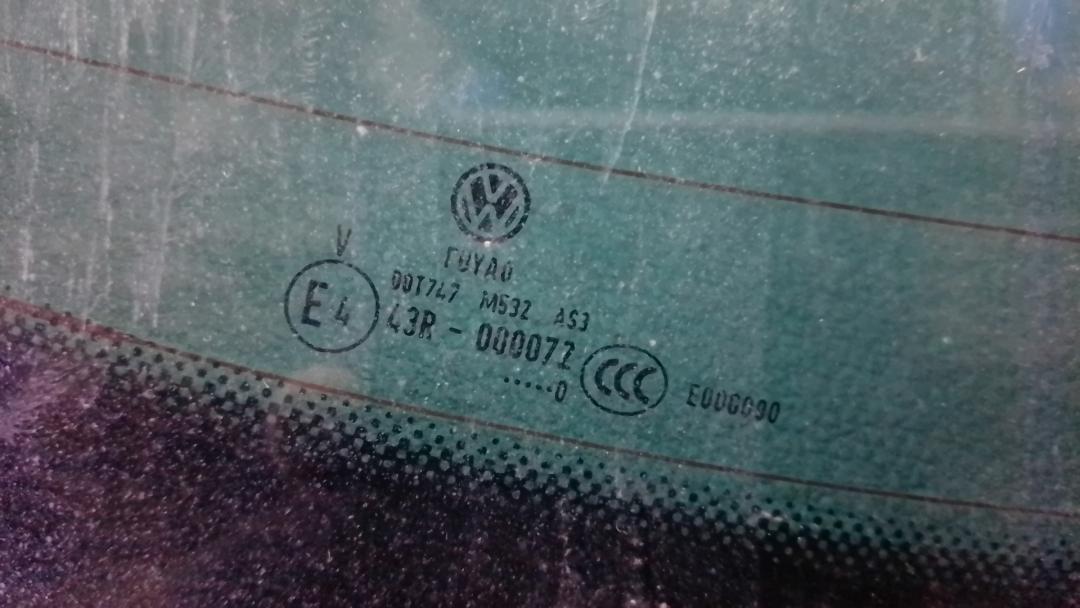 V
FUYAO
E4
00T747 M532 AS3
43R - 000072
.....0
CCC
E000090